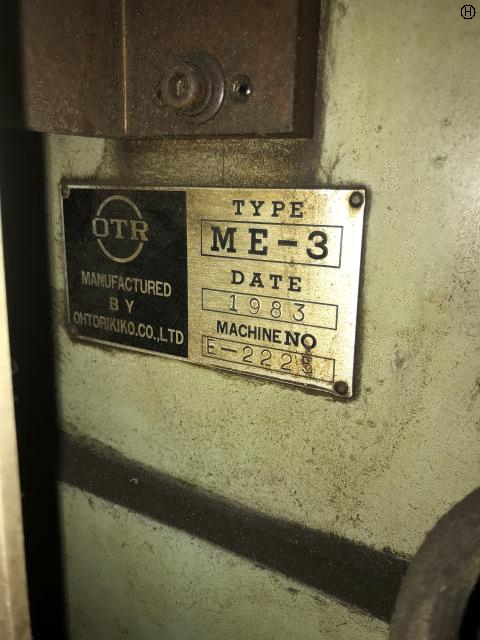 OTR
MANUFACTURED
BY
OHTORIKIKO.CO.,LTD
TYPE
ME-3
DATE
1983
MACHINE NO